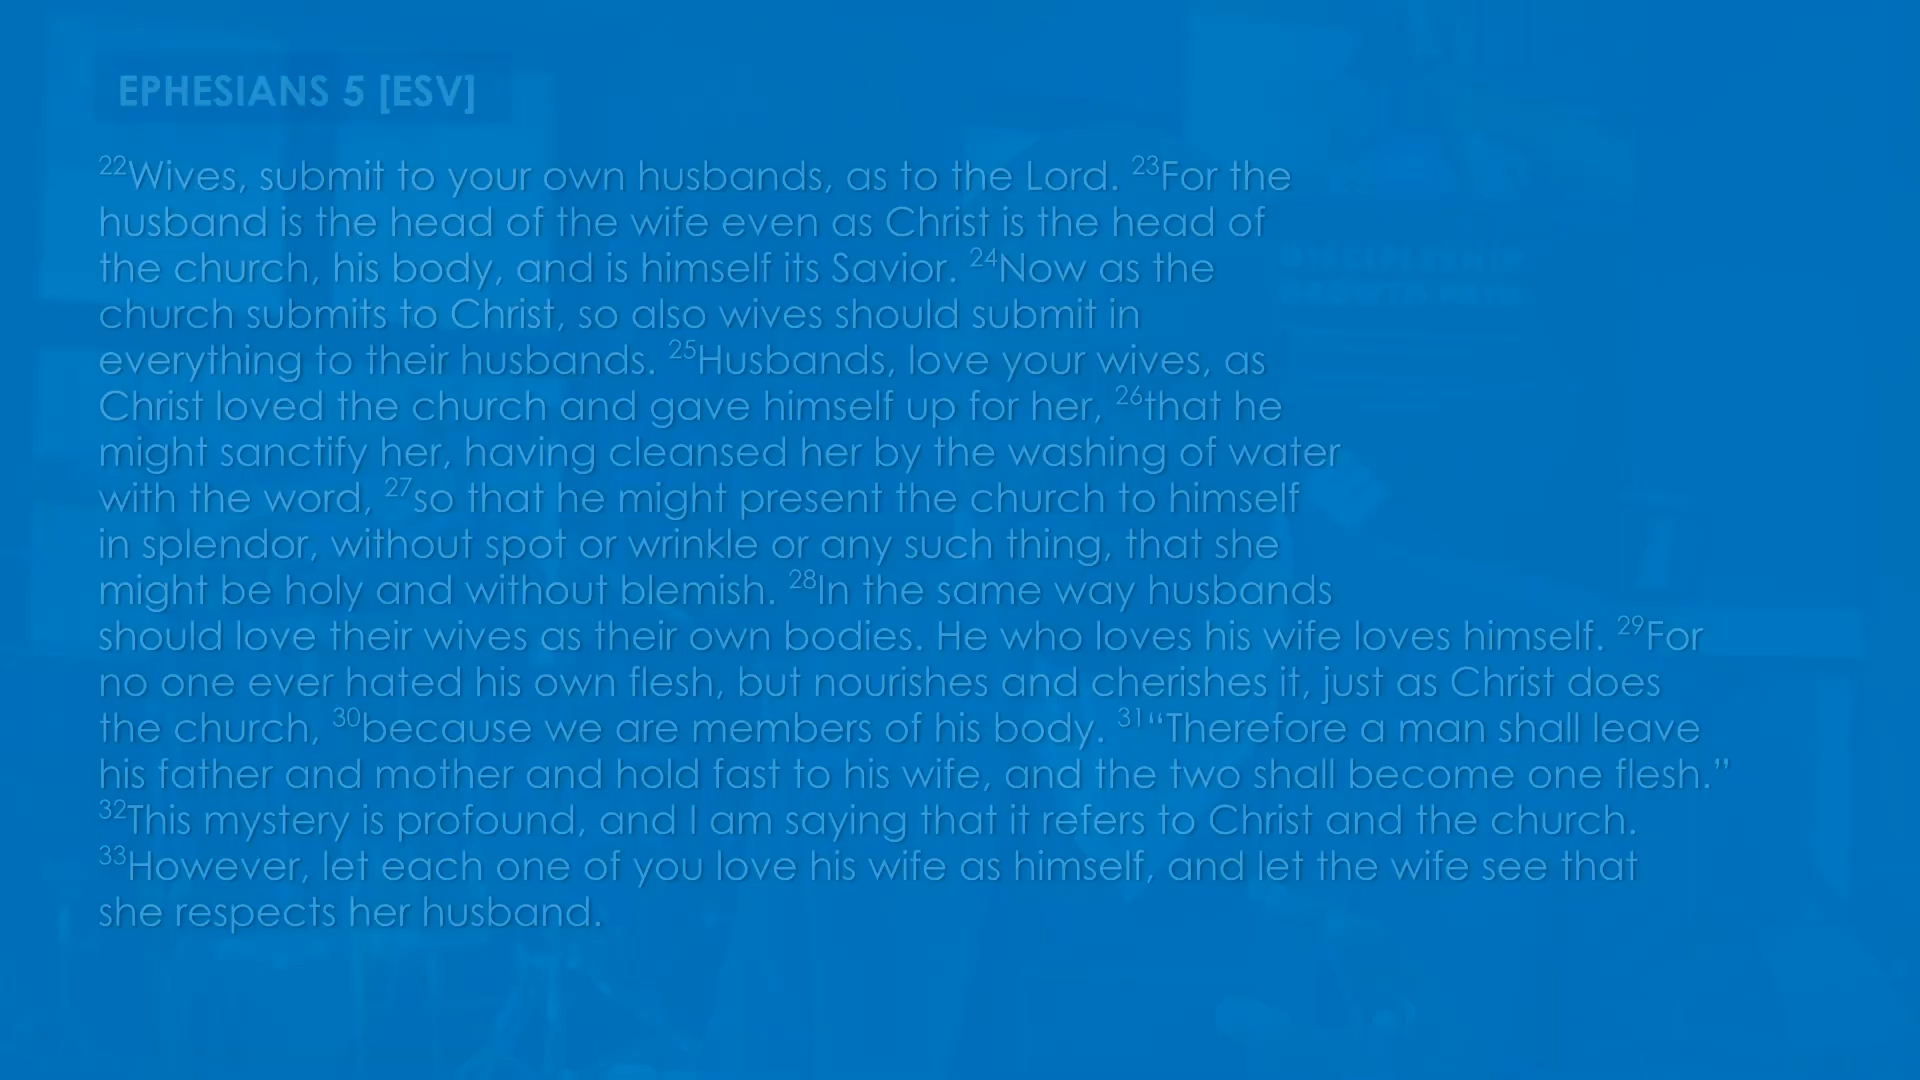 EPHESIANS 5 [ESV]
22Wives, submit to your own husbands, as to the Lord. 23For the
husband is the head of the wife even as Christ is the head of
the church, his body, and is himself its Savior. 24Now as the
church submits to Christ, so also wives should submit in
everything to their husbands. 25Husbands, love your wives, as
Christ loved the church and gave himself up for her, 26that he
might sanctify her, having cleansed her by the washing of water
with the word, 27so that he might present the church to himself
in splendor, without spot or wrinkle or any such thing, that she
might be holy and without blemish. 28In the same way husbands
should love their wives as their own bodies. He who loves his wife loves himself. 29For
no one ever hated his own flesh, but nourishes and cherishes it, just as Christ does
the church, 30because we are members of his body. 31“Therefore a man shall leave
his father and mother and hold fast to his wife, and the two shall become one flesh.”
32This mystery is profound, and I am saying that it refers to Christ and the church.
33However, let each one of you love his wife as himself, and let the wife see that
she respects her husband.
DISCIPLESHIP
GROWTH PATH